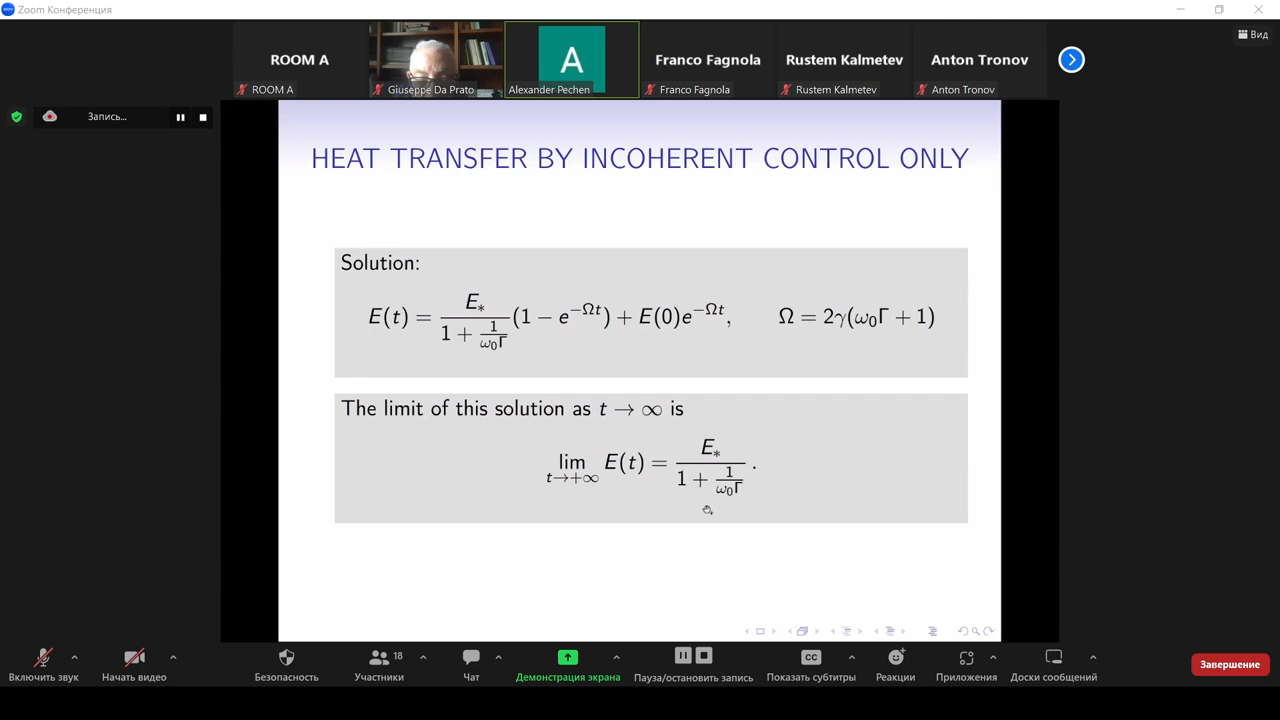 Zoom Конференция
Вид
ROOM A
ROOM A
Giuseppe Da Prato
A
Alexander Pechen
Franco Fagnola
Franco Fagnola
Rustem Kalmetev
Rustem Kalmetev
Anton Tronov
Anton Tronov
Запись...
HEAT TRANSFER BY INCOHERENT CONTROL ONLY
Solution:
E(t) = E_* / (1 + 1/(ω₀Γ)) (1 − e^{−Ωt}) + E(0)e^{−Ωt}, Ω = 2γ(ω₀Γ + 1)
The limit of this solution as t → ∞ is
lim_{t→+∞} E(t) = E_* / (1 + 1/(ω₀Γ)) .
Включить звук
Начать видео
Безопасность
18
Участники
Чат
Демонстрация экрана
Пауза/остановить запись
CC
Показать субтитры
Реакции
Приложения
Доски сообщений
Завершение